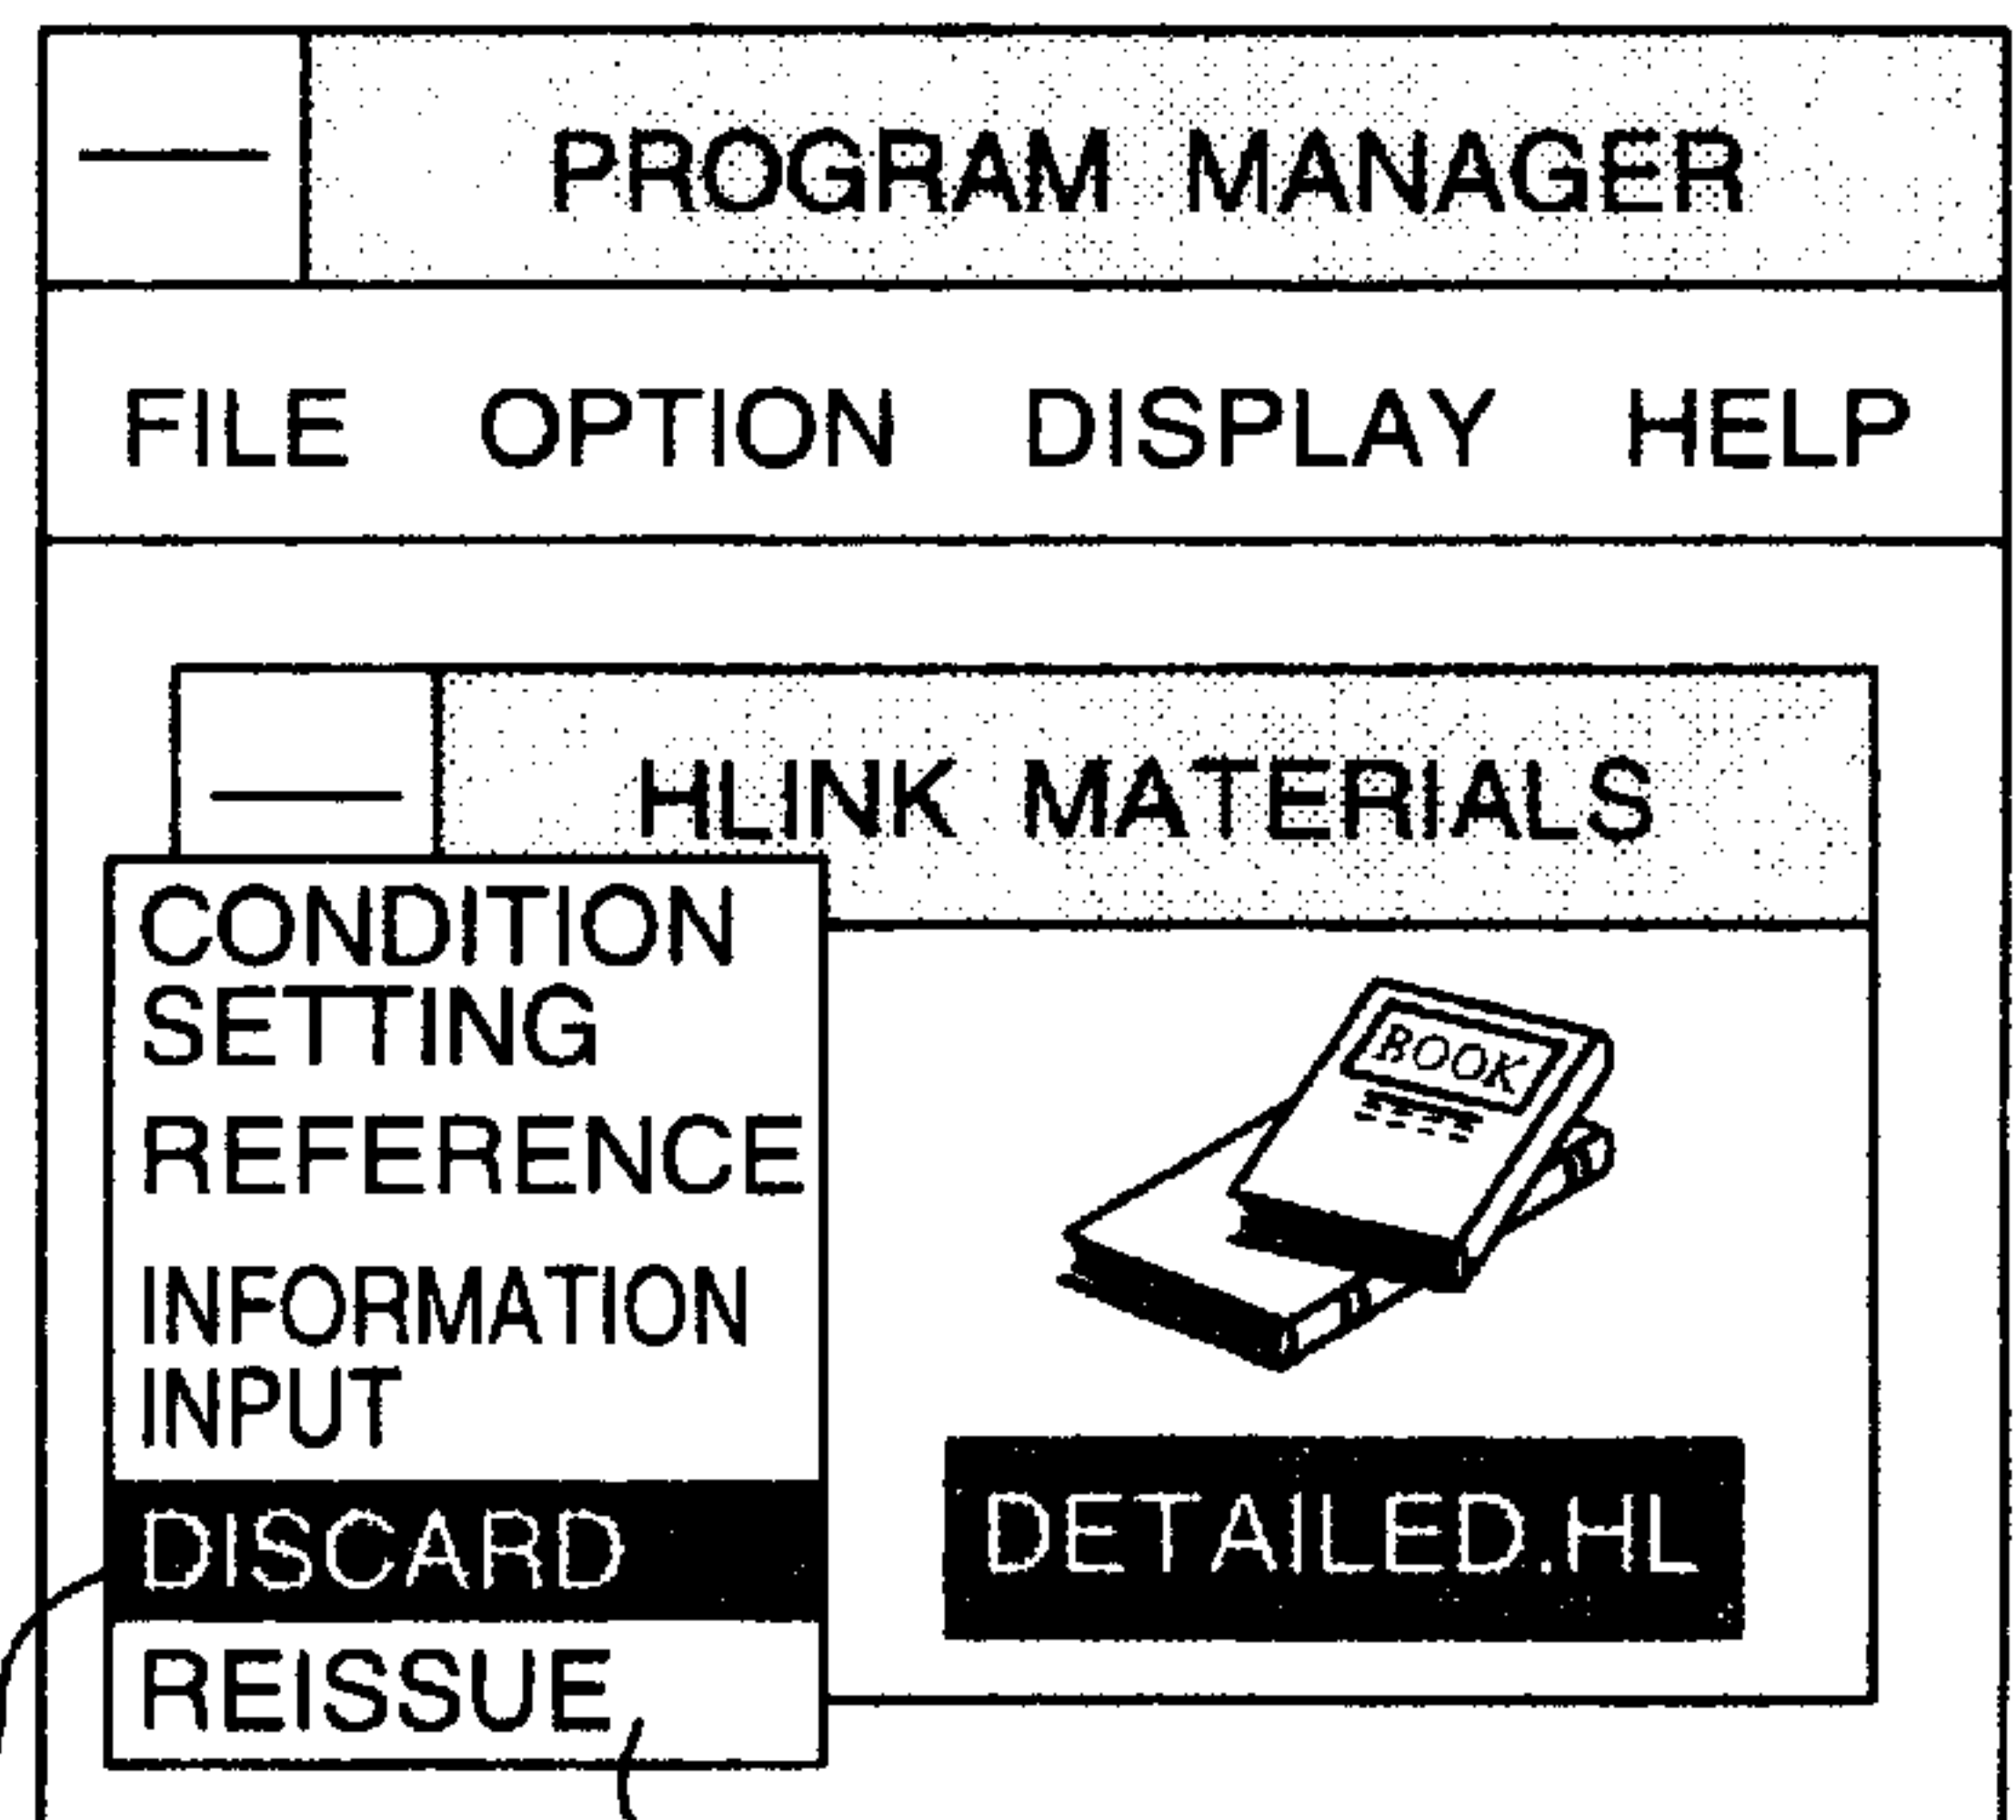 PROGRAM MANAGER
FILE OPTION DISPLAY HELP
HLINK MATERIALS
CONDITION
SETTING
REFERENCE
INFORMATION
INPUT
DISCARD
REISSUE
BOOK
DETAILED.HL